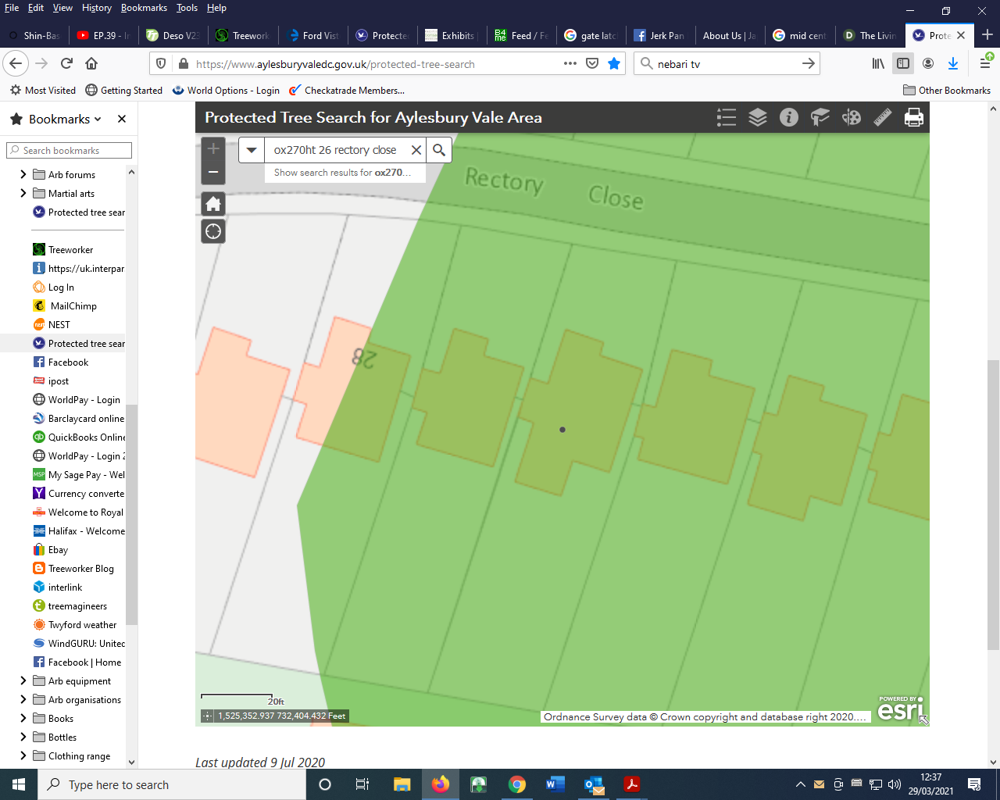 File Edit View History Bookmarks Tools Help
Shin-Bas
EP.39 - In
Deso V23
Treework
Ford Vist
Protecte
Exhibits
Feed / Fe
gate latc
Jerk Pan
About Us | Ja
mid cent
The Livin
Prote
https://www.aylesburyvaledc.gov.uk/protected-tree-search
nebari tv
Most Visited
Getting Started
World Options - Login
Checkatrade Members...
Other Bookmarks
Bookmarks
Search bookmarks
Arb forums
Martial arts
Protected tree sear
Treeworker
https://uk.interpar
Log In
MailChimp
NEST
Protected tree sear
Facebook
ipost
WorldPay - Login
Barclaycard online
QuickBooks Online
WorldPay - Login 2
My Sage Pay - Wel
Currency converte
Welcome to Royal
Halifax - Welcome
Ebay
Treeworker Blog
interlink
treemagineers
Twyford weather
WindGURU: United
Facebook | Home
Arb equipment
Arb organisations
Books
Bottles
Clothing range
Protected Tree Search for Aylesbury Vale Area
ox270ht 26 rectory close
Show search results for ox270...
Rectory Close
28
20ft
1,525,352.937 732,404.432 Feet
Ordnance Survey data © Crown copyright and database right 2020....
POWERED BY
esri
Last updated 9 Jul 2020
Type here to search
12:37
29/03/2021